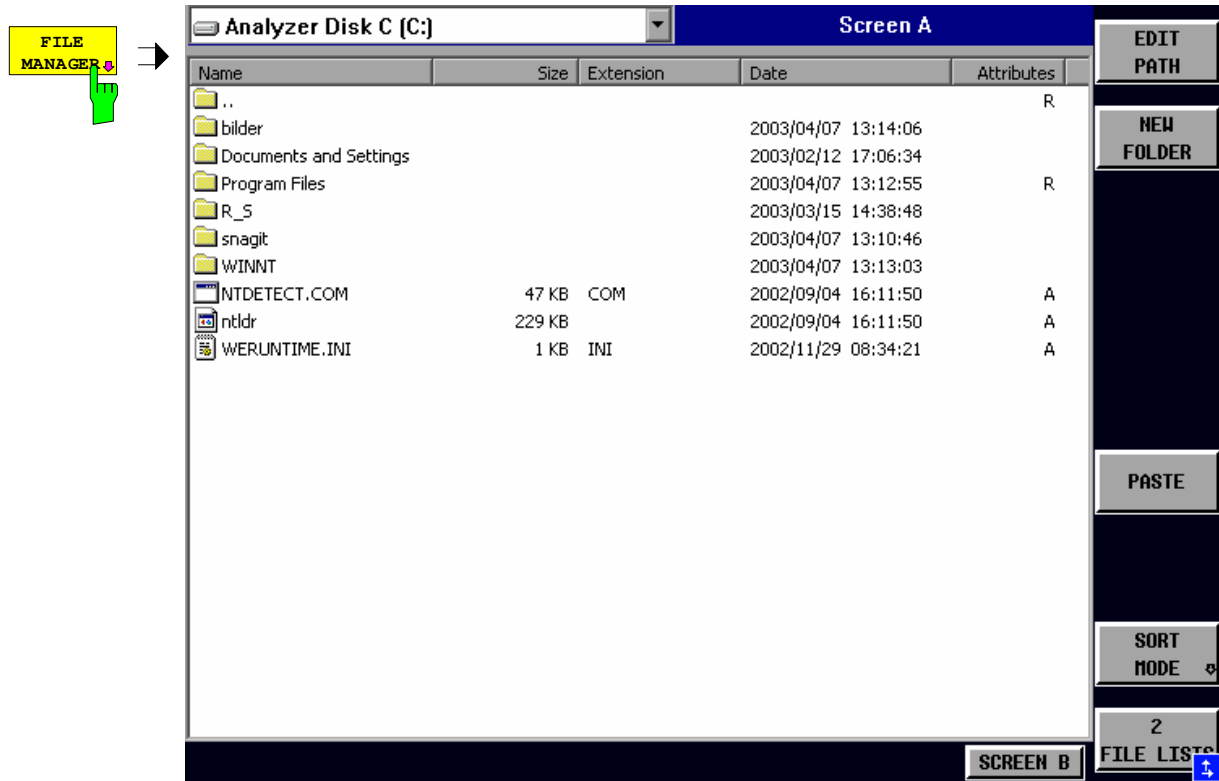 FILE
MANAGER
Analyzer Disk C (C:)
Screen A
Name Size Extension Date Attributes
.. R
bilder 2003/04/07 13:14:06
Documents and Settings 2003/02/12 17:06:34
Program Files 2003/04/07 13:12:55 R
R_S 2003/03/15 14:38:48
snagit 2003/04/07 13:10:46
WINNT 2003/04/07 13:13:03
NTDETECT.COM 47 KB COM 2002/09/04 16:11:50 A
ntldr 229 KB 2002/09/04 16:11:50 A
WERUNTIME.INI 1 KB INI 2002/11/29 08:34:21 A
SCREEN B
EDIT
PATH
NEW
FOLDER
PASTE
SORT
MODE
2
FILE LISTS